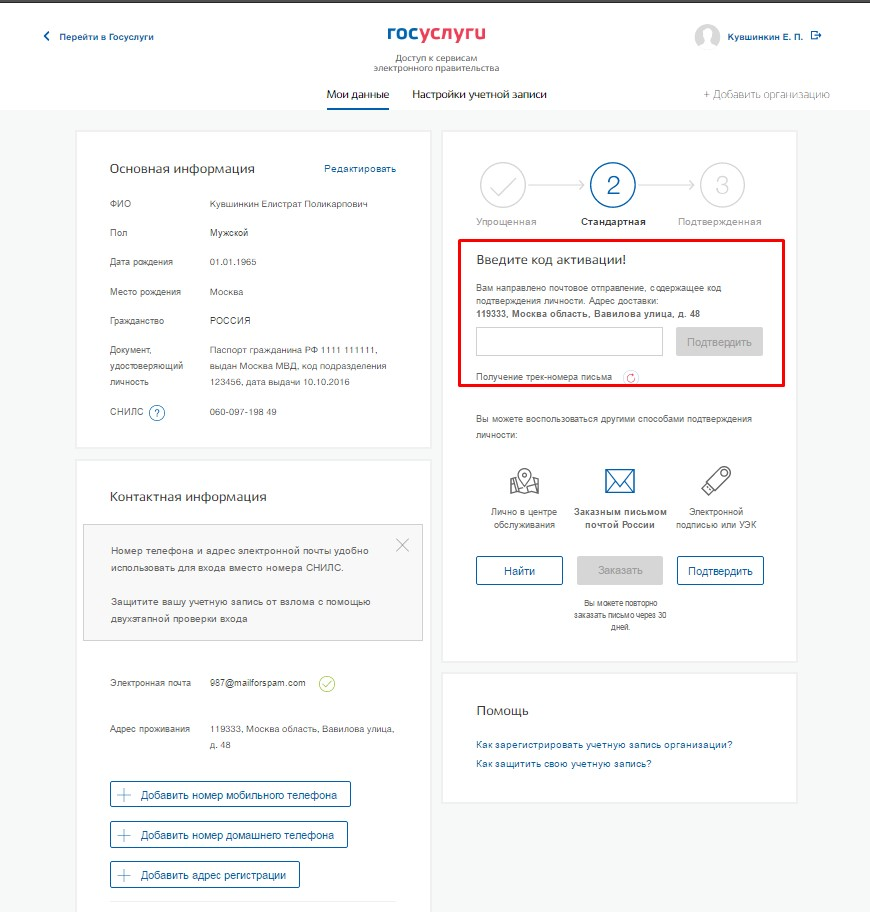 Перейти в Госуслуги
госуслуги
Кувшинкин Е. П.
Доступ к сервисам
электронного правительства
Мои данные
Настройки учетной записи
+ Добавить организацию
Основная информация
Редактировать
ФИО
Кувшинкин Елистрат Поликарпович
Пол
Мужской
Дата рождения
01.01.1965
Место рождения
Москва
Гражданство
РОССИЯ
Документ,
удостоверяющий
личность
Паспорт гражданина РФ 1111 111111,
выдан Москва МВД, код подразделения
123456, дата выдачи 10.10.2016
СНИЛС ?
060-097-198 49
Контактная информация
Номер телефона и адрес электронной почты удобно
использовать для входа вместо номера СНИЛС.
Защитите вашу учетную запись от взлома с помощью
двухэтапной проверки входа
Электронная почта
987@mailforspam.com
Адрес проживания
119333, Москва область, Вавилова улица,
д. 48
Добавить номер мобильного телефона
Добавить номер домашнего телефона
Добавить адрес регистрации
2
3
Упрощенная
Стандартная
Подтвержденная
Введите код активации!
Вам направлено почтовое отправление, содержащее код
подтверждения личности. Адрес доставки:
119333, Москва область, Вавилова улица, д. 48
Подтвердить
Получение трек-номера письма
Вы можете воспользоваться другими способами подтверждения
личности:
Лично в центре
обслуживания
Заказным письмом
почтой России
Электронной
подписью или УЭК
Найти
Заказать
Подтвердить
Вы можете повторно
заказать письмо через 30
дней.
Помощь
Как зарегистрировать учетную запись организации?
Как защитить свою учетную запись?